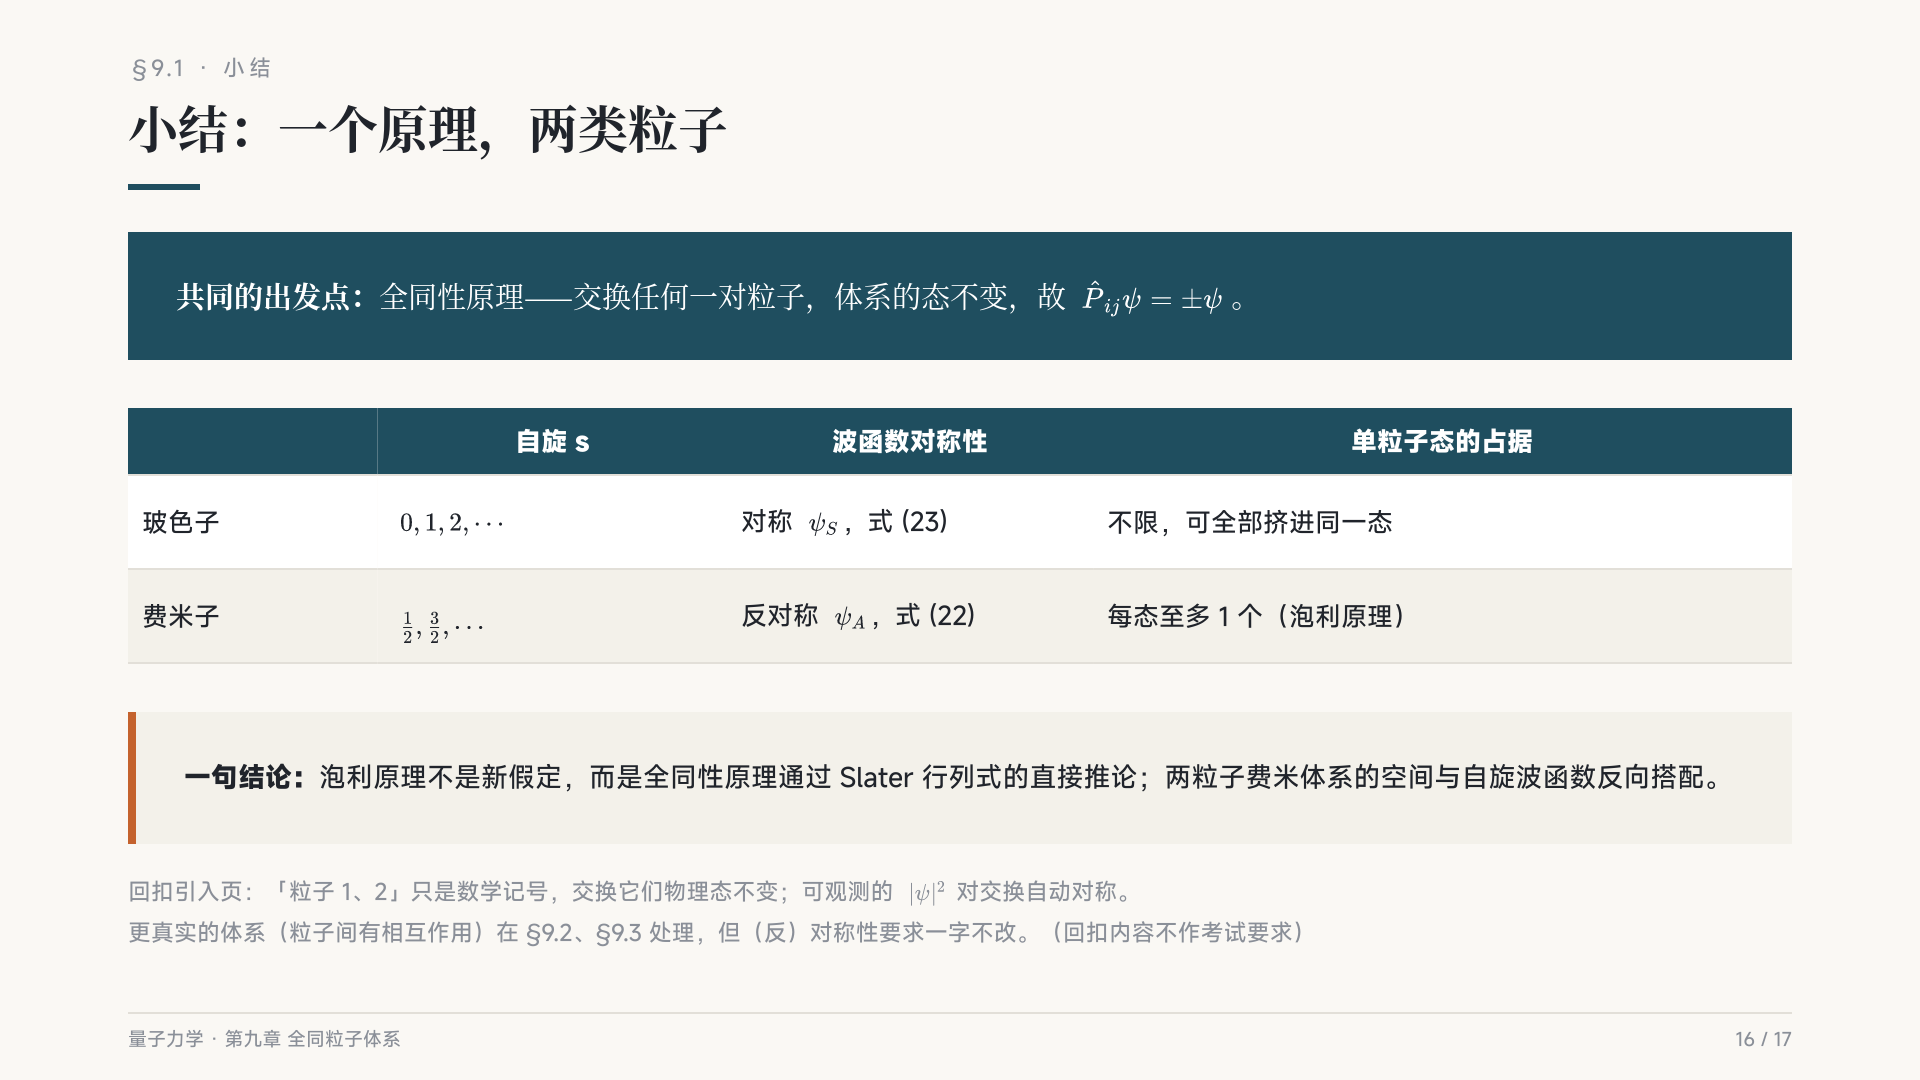 §9.1 · 小结
小结：一个原理，两类粒子
共同的出发点：全同性原理——交换任何一对粒子，体系的态不变，故 $\hat{P}_{ij}\psi = \pm\psi$ 。
自旋 s 波函数对称性 单粒子态的占据
玻色子 $0, 1, 2, \cdots$ 对称 $\psi_S$ ，式 (23) 不限，可全部挤进同一态
费米子 $\frac{1}{2}, \frac{3}{2}, \cdots$ 反对称 $\psi_A$ ，式 (22) 每态至多 1 个（泡利原理）
一句结论：泡利原理不是新假定，而是全同性原理通过 Slater 行列式的直接推论；两粒子费米体系的空间与自旋波函数反向搭配。
回扣引入页：「粒子 1、2」只是数学记号，交换它们物理态不变；可观测的 $|\psi|^2$ 对交换自动对称。
更真实的体系（粒子间有相互作用）在 §9.2、§9.3 处理，但（反）对称性要求一字不改。（回扣内容不作考试要求）
量子力学 · 第九章 全同粒子体系
16 / 17